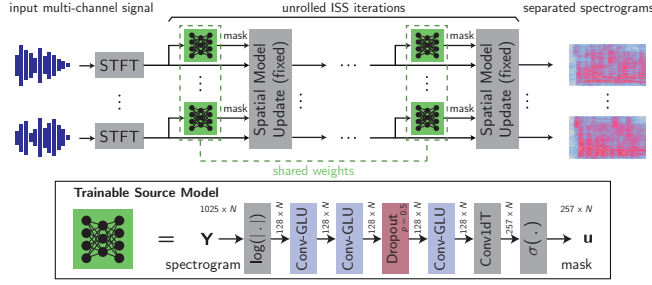 input multi-channel signal
unrolled ISS iterations
separated spectrograms
STFT
mask
Spatial Model
Update (fixed)
...
mask
Spatial Model
Update (fixed)
STFT
mask
...
mask
shared weights
Trainable Source Model
=
Y
spectrogram
1025 × N
log(|.|)
128 × N
Conv-GLU
128 × N
Conv-GLU
128 × N
Dropout
p = 0.5
128 × N
Conv-GLU
128 × N
Conv1dT
257 × N
σ(.)
257 × N
u
mask